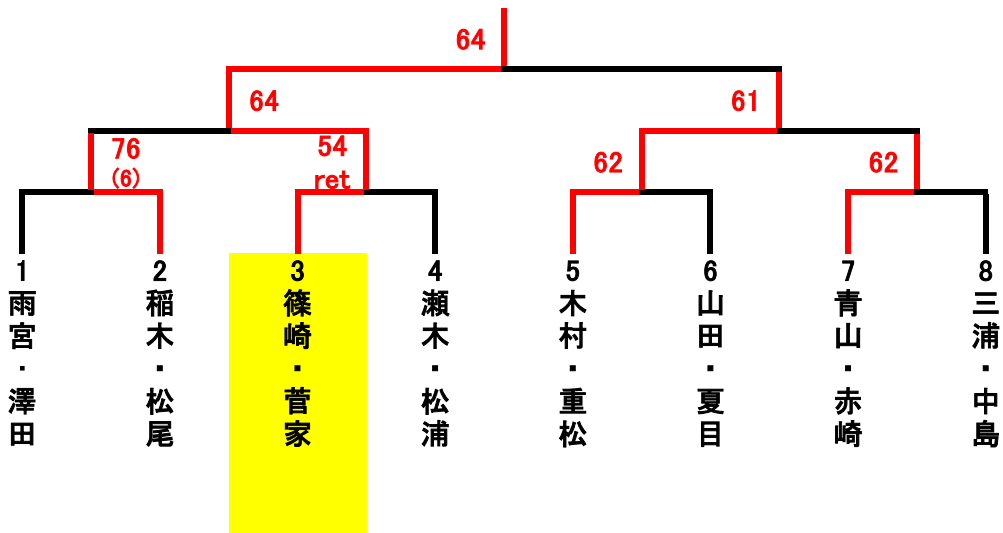 64
64
61
76
(6)
54
ret
62
62
1 雨宮・澤田
2 稲木・松尾
3 篠崎・菅家
4 瀬木・松浦
5 木村・重松
6 山田・夏目
7 青山・赤崎
8 三浦・中島